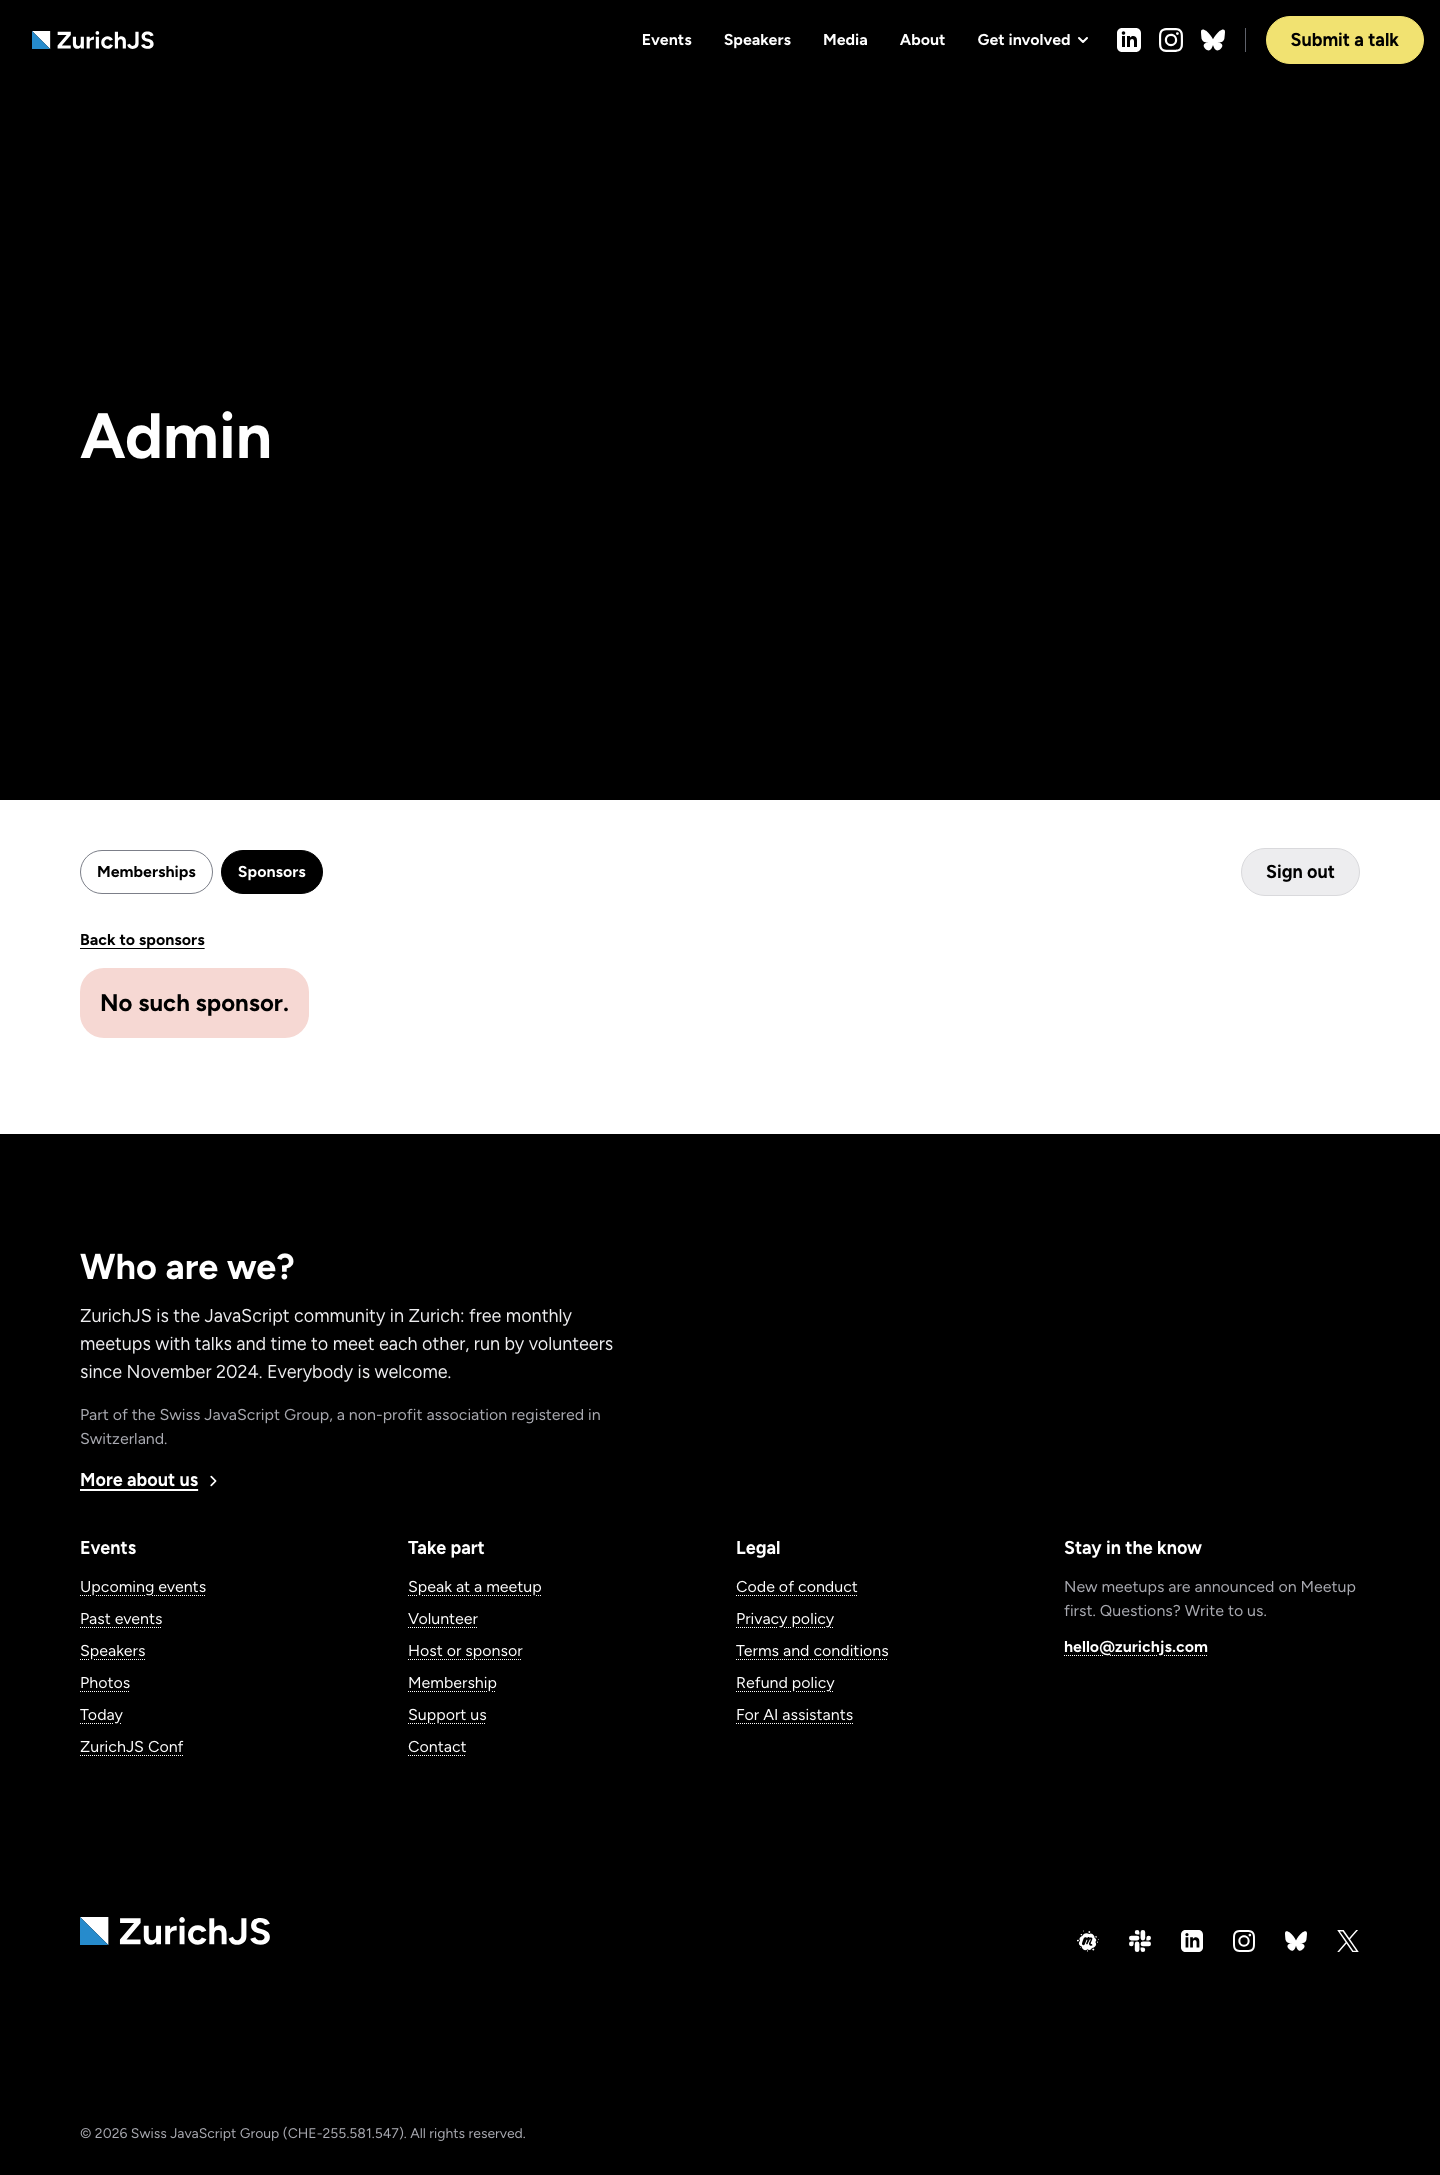 ZurichJS
Events
Speakers
Media
About
Get involved
Submit a talk
Admin
Memberships
Sponsors
Sign out
Back to sponsors
No such sponsor.
Who are we?
ZurichJS is the JavaScript community in Zurich: free monthly
meetups with talks and time to meet each other, run by volunteers
since November 2024. Everybody is welcome.
Part of the Swiss JavaScript Group, a non-profit association registered in
Switzerland.
More about us
Events
Upcoming events
Past events
Speakers
Photos
Today
ZurichJS Conf
Take part
Speak at a meetup
Volunteer
Host or sponsor
Membership
Support us
Contact
Legal
Code of conduct
Privacy policy
Terms and conditions
Refund policy
For AI assistants
Stay in the know
New meetups are announced on Meetup
first. Questions? Write to us.
hello@zurichjs.com
ZurichJS
© 2026 Swiss JavaScript Group (CHE-255.581.547). All rights reserved.